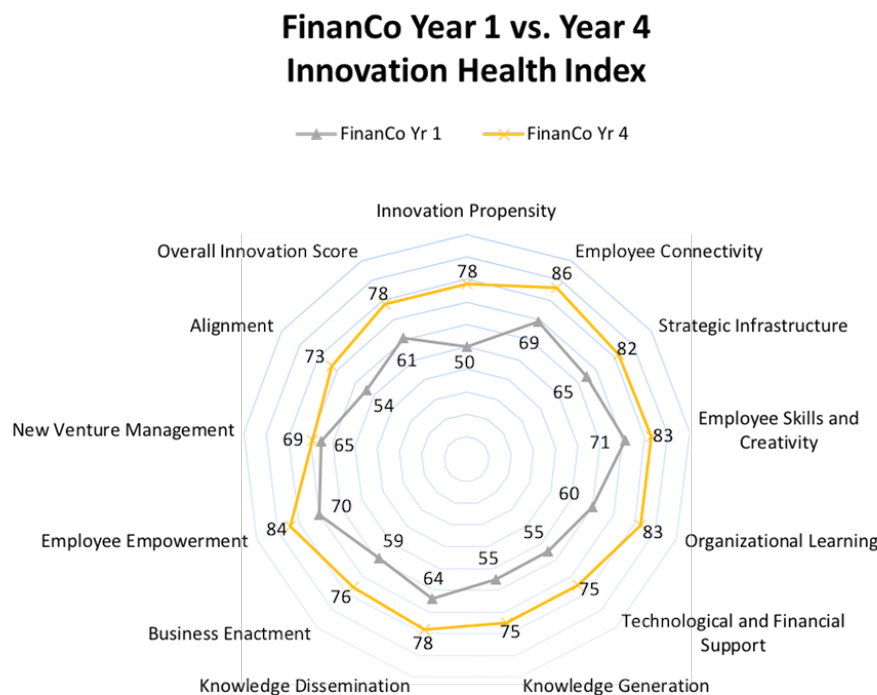 FinanCo Year 1 vs. Year 4
Innovation Health Index
FinanCo Yr 1
FinanCo Yr 4
Innovation Propensity
Overall Innovation Score
Employee Connectivity
78
86
78
Alignment
Strategic Infrastructure
73
61
50
69
82
54
65
New Venture Management
69
65
71
83
Employee Skills and
Creativity
70
60
Employee Empowerment
84
59
55
83
Organizational Learning
64
55
76
75
Technological and Financial
Support
Business Enactment
78
75
Knowledge Dissemination
Knowledge Generation